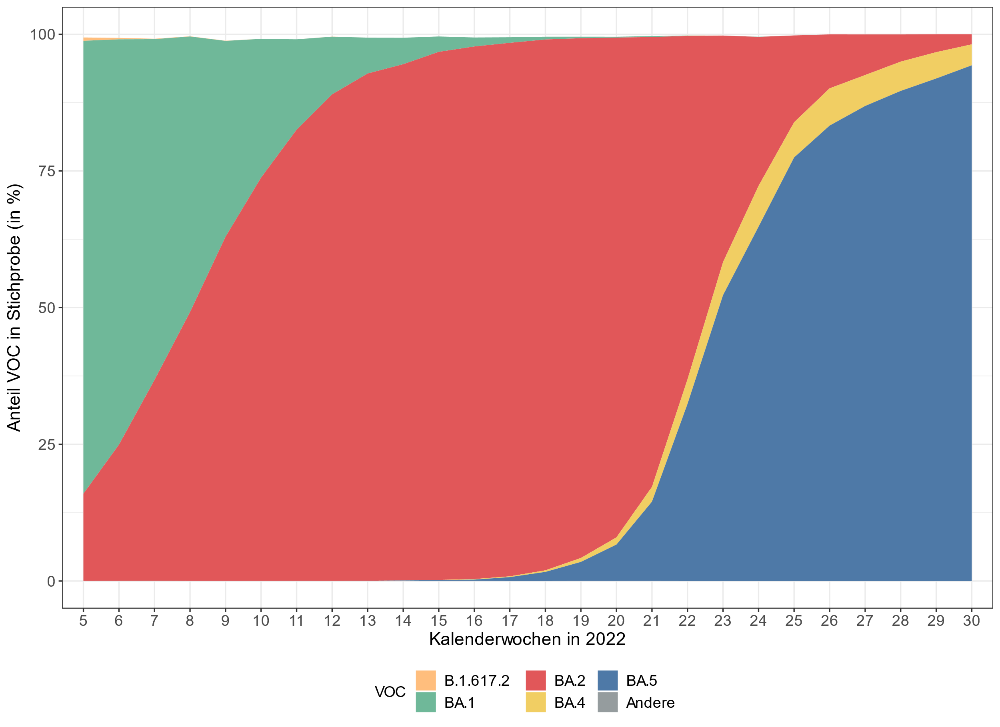 Anteil VOC in Stichprobe (in %)
100
75
50
25
0
5 6 7 8 9 10 11 12 13 14 15 16 17 18 19 20 21 22 23 24 25 26 27 28 29 30
Kalenderwochen in 2022
VOC
B.1.617.2 BA.2 BA.5
BA.1 BA.4 Andere